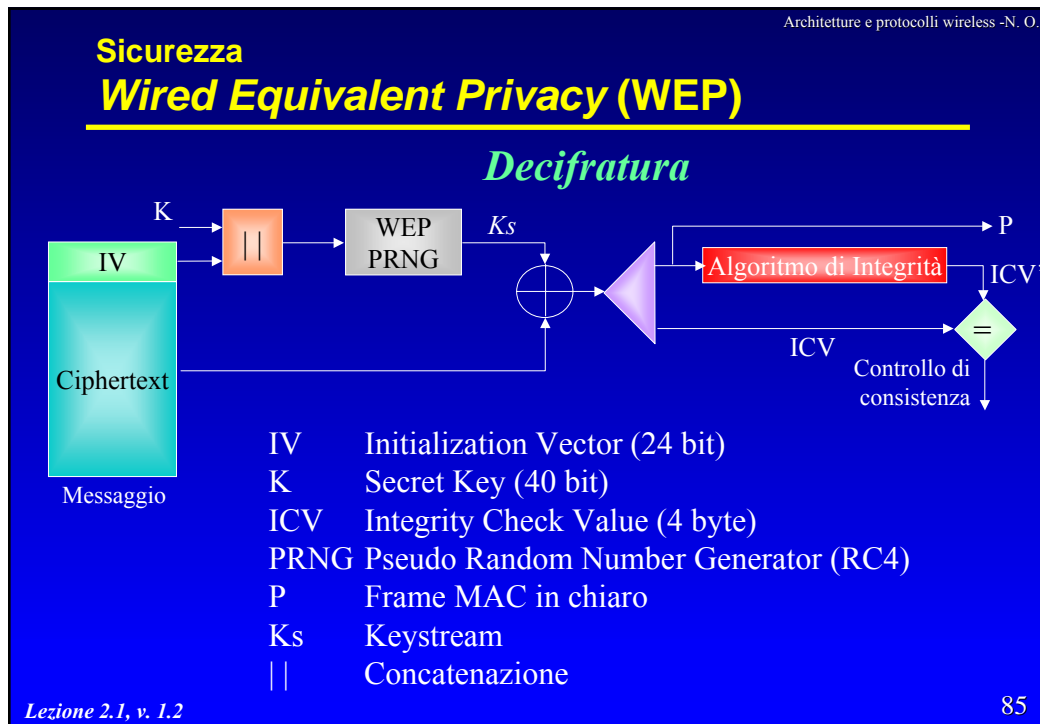 Architetture e protocolli wireless -N. O.
Sicurezza
Wired Equivalent Privacy (WEP)
Decifratura
K
IV
Ciphertext
Messaggio
||
WEP
PRNG
Ks
P
Algoritmo di Integrità
ICV'
=
ICV
Controllo di
consistenza
IV Initialization Vector (24 bit)
K Secret Key (40 bit)
ICV Integrity Check Value (4 byte)
PRNG Pseudo Random Number Generator (RC4)
P Frame MAC in chiaro
Ks Keystream
|| Concatenazione
Lezione 2.1, v. 1.2
85